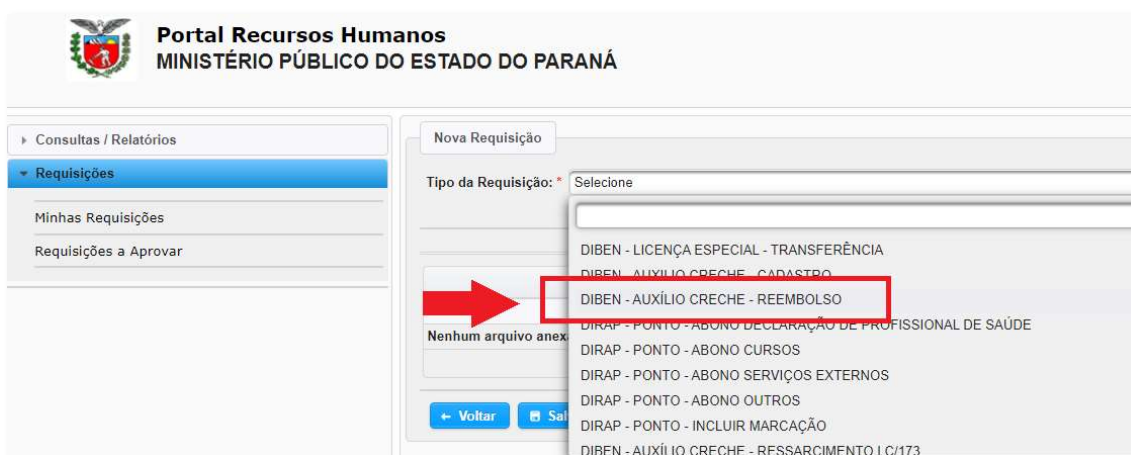 Portal Recursos Humanos
MINISTÉRIO PÚBLICO DO ESTADO DO PARANÁ
Consultas / Relatórios
Requisições
Minhas Requisições
Requisições a Aprovar
Nova Requisição
Tipo da Requisição: * Selecione
DIBEN - LICENÇA ESPECIAL - TRANSFERÊNCIA
DIBEN - AUXILIO CRECHE - CADASTRO
DIBEN - AUXÍLIO CRECHE - REEMBOLSO
DIRAP - PONTO - ABONO DECLARAÇÃO DE PROFISSIONAL DE SAÚDE
Nenhum arquivo anex
DIRAP - PONTO - ABONO CURSOS
DIRAP - PONTO - ABONO SERVIÇOS EXTERNOS
DIRAP - PONTO - ABONO OUTROS
← Voltar
Sal
DIRAP - PONTO - INCLUIR MARCAÇÃO
DIBEN - AUXÍLIO CRECHE - RESSARCIMENTO LC/173